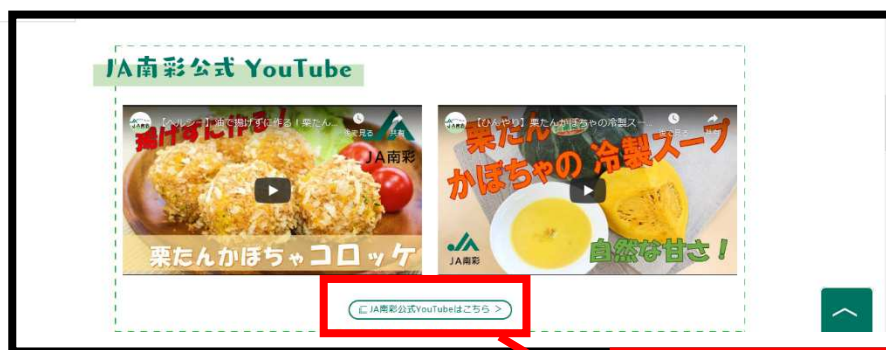 JA南彩公式 YouTube
【ヘルシー】油で揚げずに作る！栗たん...
後で見る
共有
揚げずに作る！
JA南彩
栗たんかぼちゃコロッケ
【ひんやり】栗たんかぼちゃの冷製スー...
後で見る
共有
栗たん
かぼちゃの 冷製スープ
JA南彩
自然な甘さ！
JA南彩公式YouTubeはこちら >